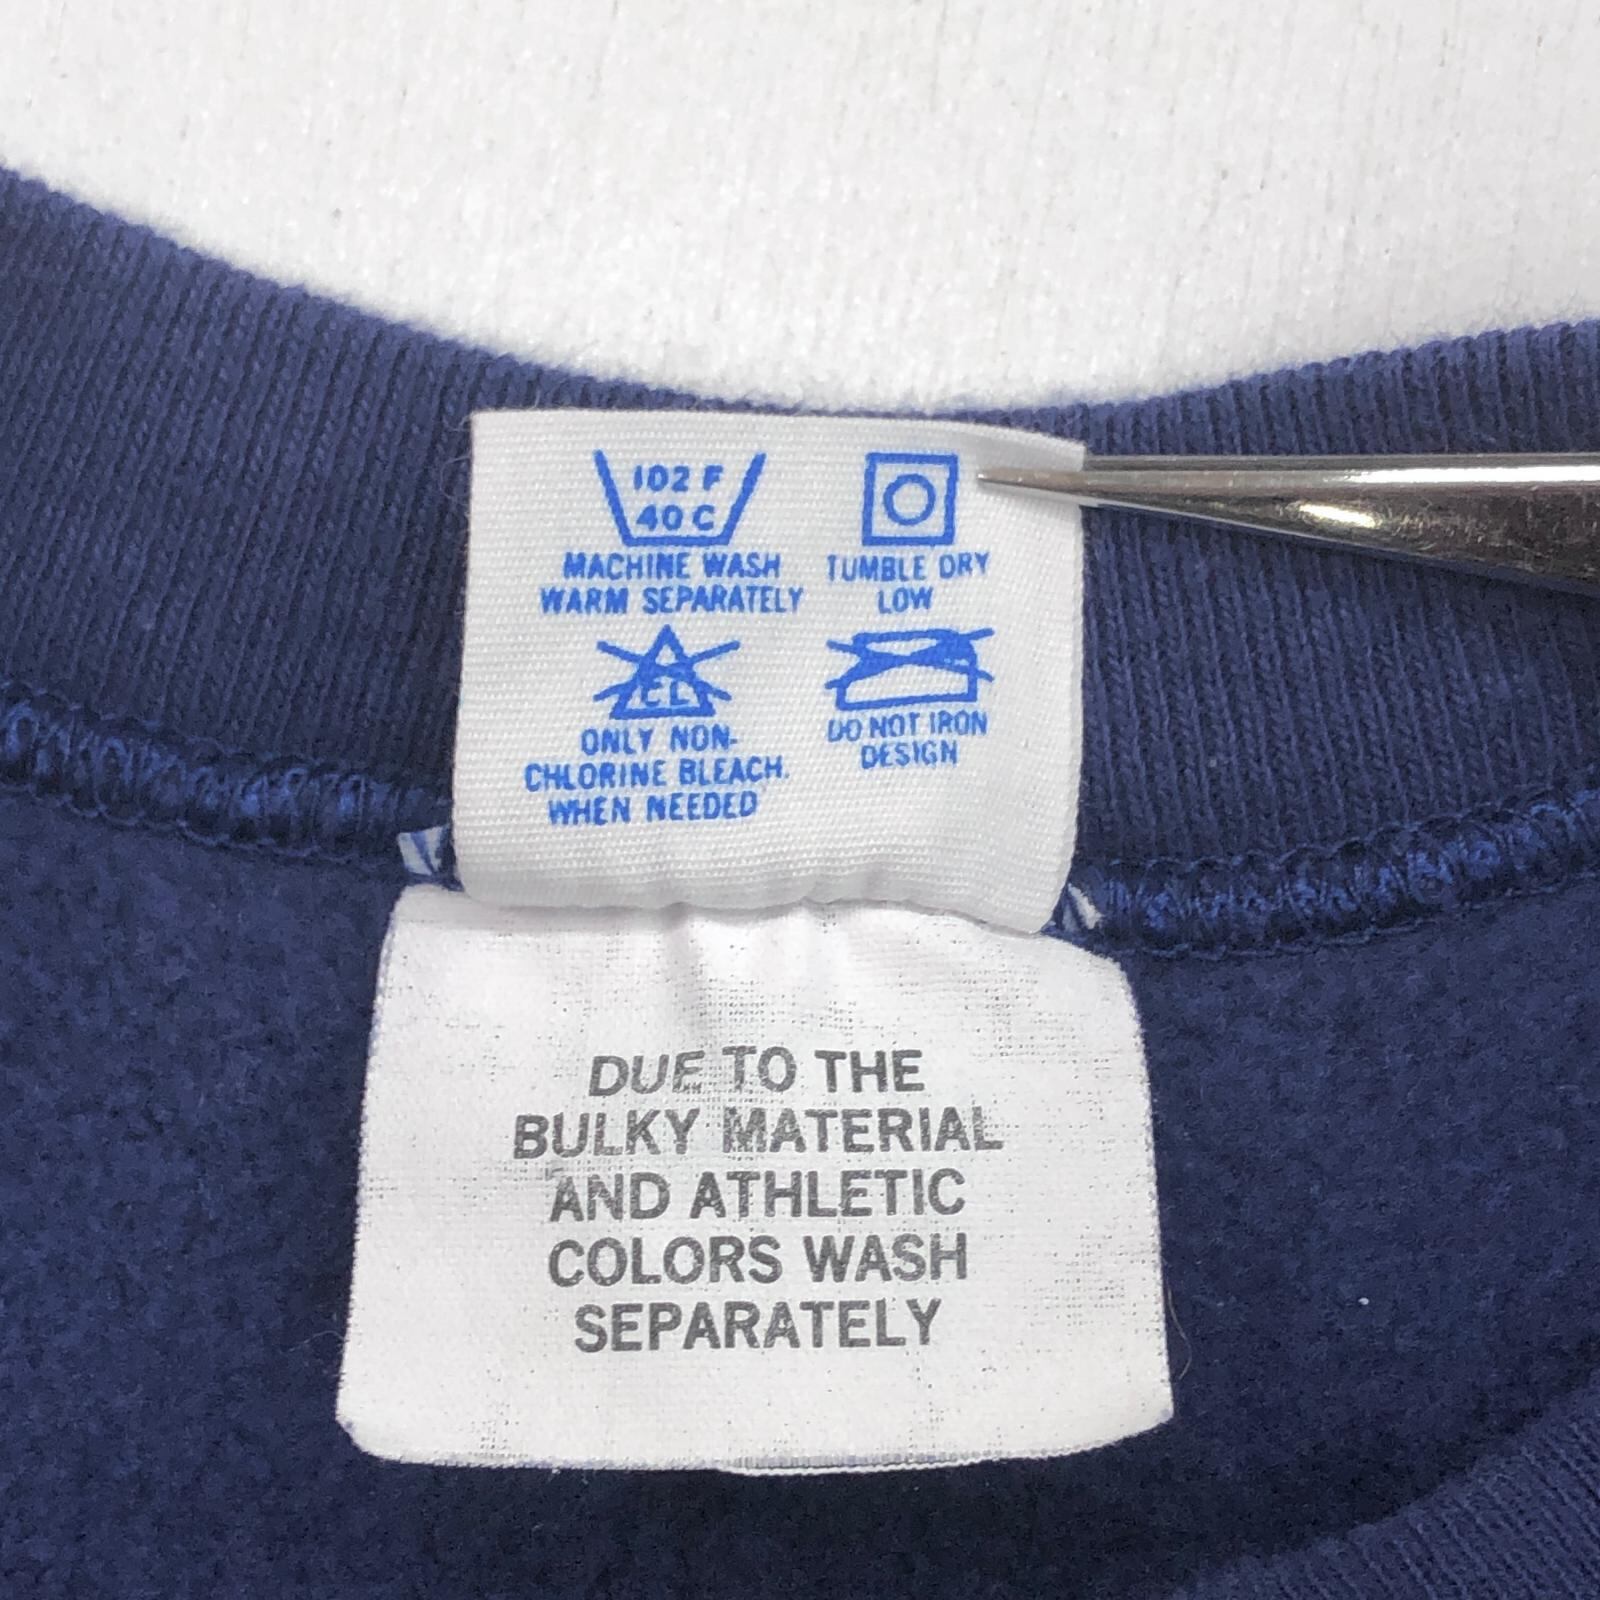 102 F
40 C
MACHINE WASH
WARM SEPARATELY
TUMBLE DRY
LOW
CL
ONLY NON-
CHLORINE BLEACH.
WHEN NEEDED
DO NOT IRON
DESIGN
DUE TO THE
BULKY MATERIAL
AND ATHLETIC
COLORS WASH
SEPARATELY